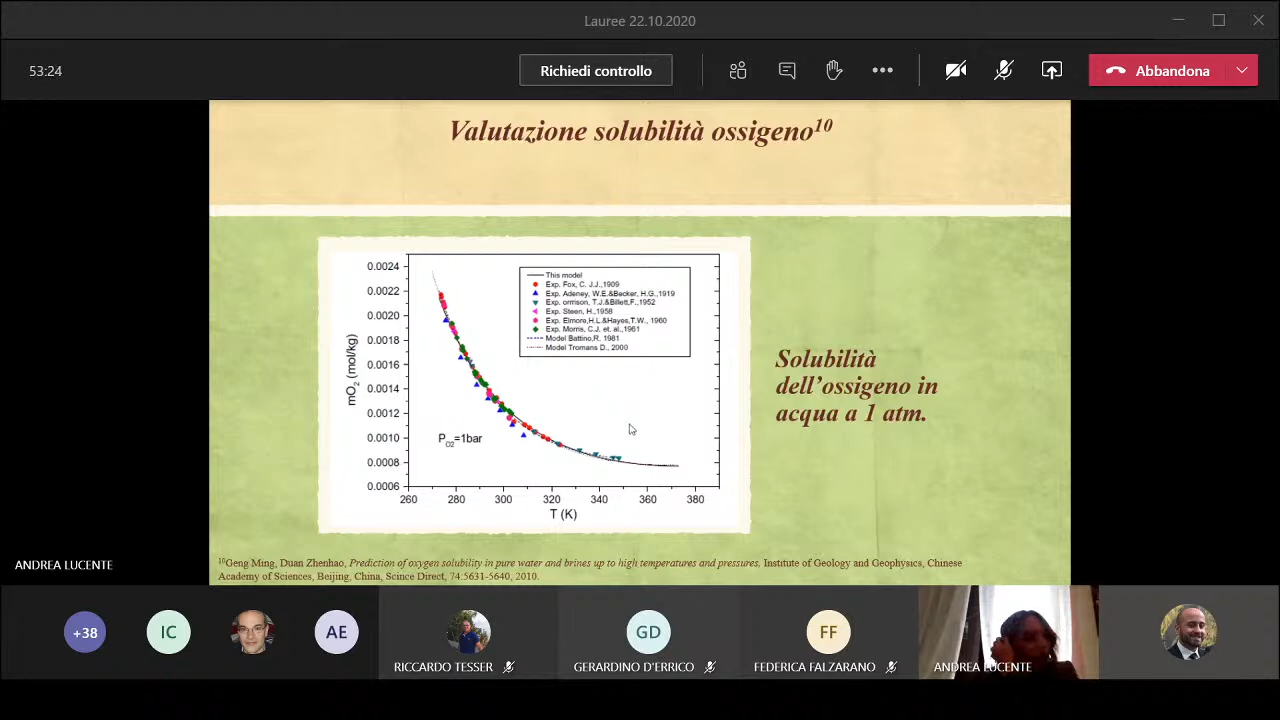 Lauree 22.10.2020
53:24
Richiedi controllo
Abbandona
Valutazione solubilità ossigeno10
0.0024
0.0022
0.0020
0.0018
0.0016
0.0014
0.0012
0.0010
0.0008
0.0006
mO2 (mol/kg)
This model
Exp. Fox, C. J.J.,1909
Exp. Adeney, W.E.&Becker, H.G.,1919
Exp. orrrison, T.J.&Billett,F.,1952
Exp. Steen, H.,1958
Exp. Elmore,H.L.&Hayes,T.W., 1960
Exp. Morris, C.J. et. al.,1961
Model Battino,R. 1981
Model Tromans D., 2000
PO2=1bar
260 280 300 320 340 360 380
T (K)
Solubilità
dell'ossigeno in
acqua a 1 atm.
10Geng Ming, Duan Zhenhao, Prediction of oxygen solubility in pure water and brines up to high temperatures and pressures. Institute of Geology and Geophysics, Chinese
Academy of Sciences, Beijing, China, Scince Direct, 74:5631-5640, 2010.
ANDREA LUCENTE
+38
IC
AE
RICCARDO TESSER
GD
GERARDINO D'ERRICO
FF
FEDERICA FALZARANO
ANDREA LUCENTE